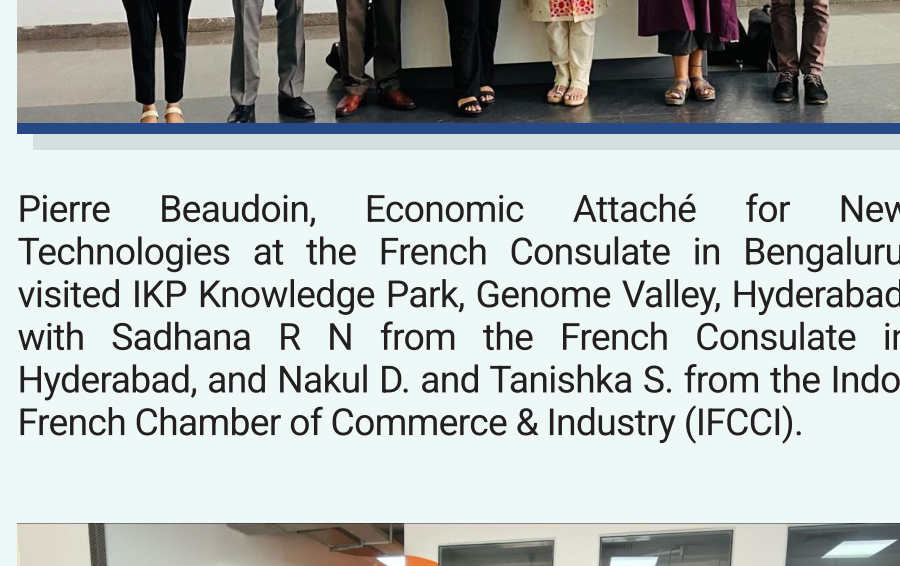 Pierre Beaudoin, Economic Attaché for New
Technologies at the French Consulate in Bengaluru
visited IKP Knowledge Park, Genome Valley, Hyderabad
with Sadhana R N from the French Consulate in
Hyderabad, and Nakul D. and Tanishka S. from the Indo
French Chamber of Commerce & Industry (IFCCI).